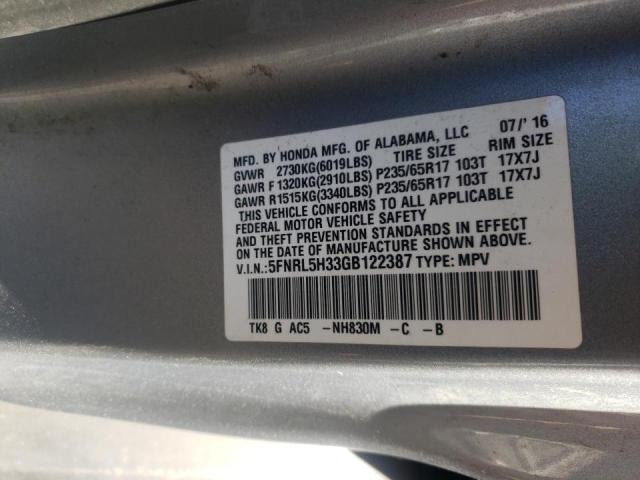 MFD. BY HONDA MFG. OF ALABAMA, LLC 07/'16
GVWR 2730KG(6019LBS) TIRE SIZE RIM SIZE
GAWR F 1320KG(2910LBS) P235/65R17 103T 17X7J
GAWR R1515KG(3340LBS) P235/65R17 103T 17X7J
THIS VEHICLE CONFORMS TO ALL APPLICABLE
FEDERAL MOTOR VEHICLE SAFETY
AND THEFT PREVENTION STANDARDS IN EFFECT
ON THE DATE OF MANUFACTURE SHOWN ABOVE.
V.I.N.:5FNRL5H33GB122387 TYPE: MPV
TK8 G AC5 -NH830M -C -B